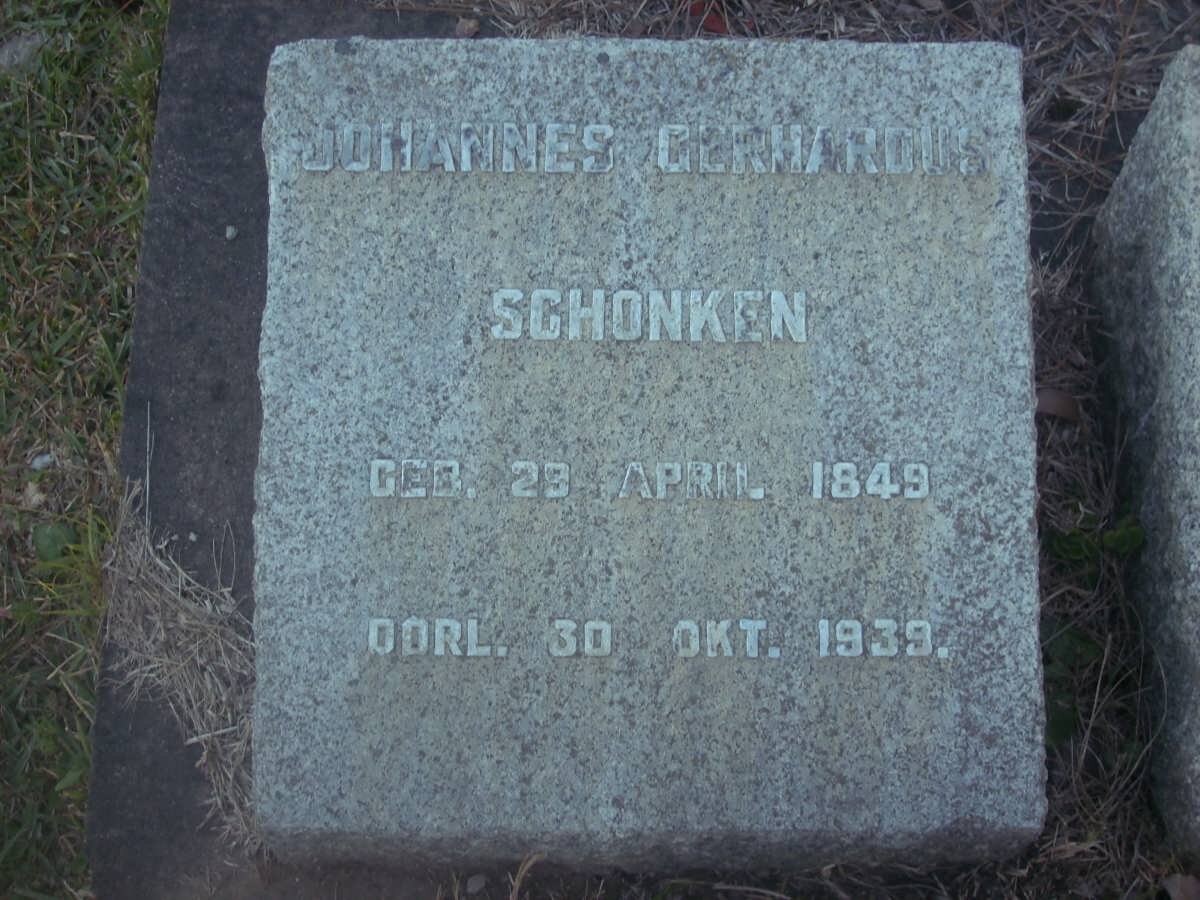 JOHANNES GERHARDUS
SCHONKEN
GEB. 29 APRIL 1849
OORL. 30 OKT. 1939.